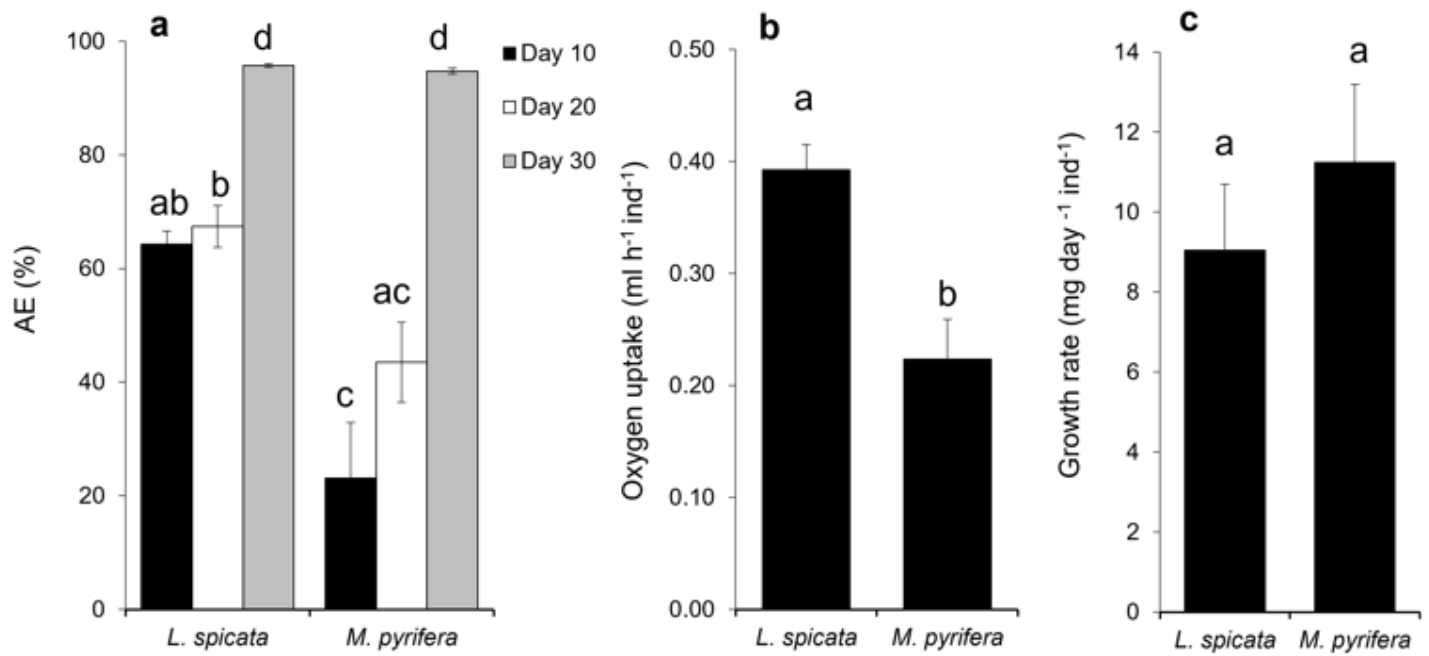 a
AE (%)
100
80
60
40
20
0
ab
b
d
c
ac
d
L. spicata
M. pyrifera
Day 10
Day 20
Day 30
b
Oxygen uptake (ml h-1 ind-1)
0.50
0.40
0.30
0.20
0.10
0.00
a
b
L. spicata
M. pyrifera
c
Growth rate (mg day -1 ind-1)
14
12
10
8
6
4
2
0
a
a
L. spicata
M. pyrifera